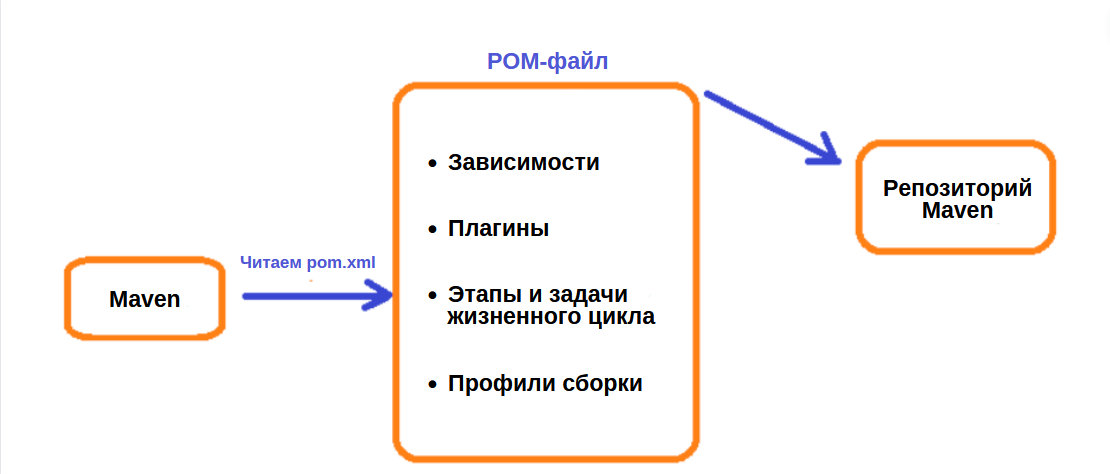 POM-файл
• Зависимости
• Плагины
• Этапы и задачи
жизненного цикла
• Профили сборки
Maven
Читаем pom.xml
Репозиторий
Maven